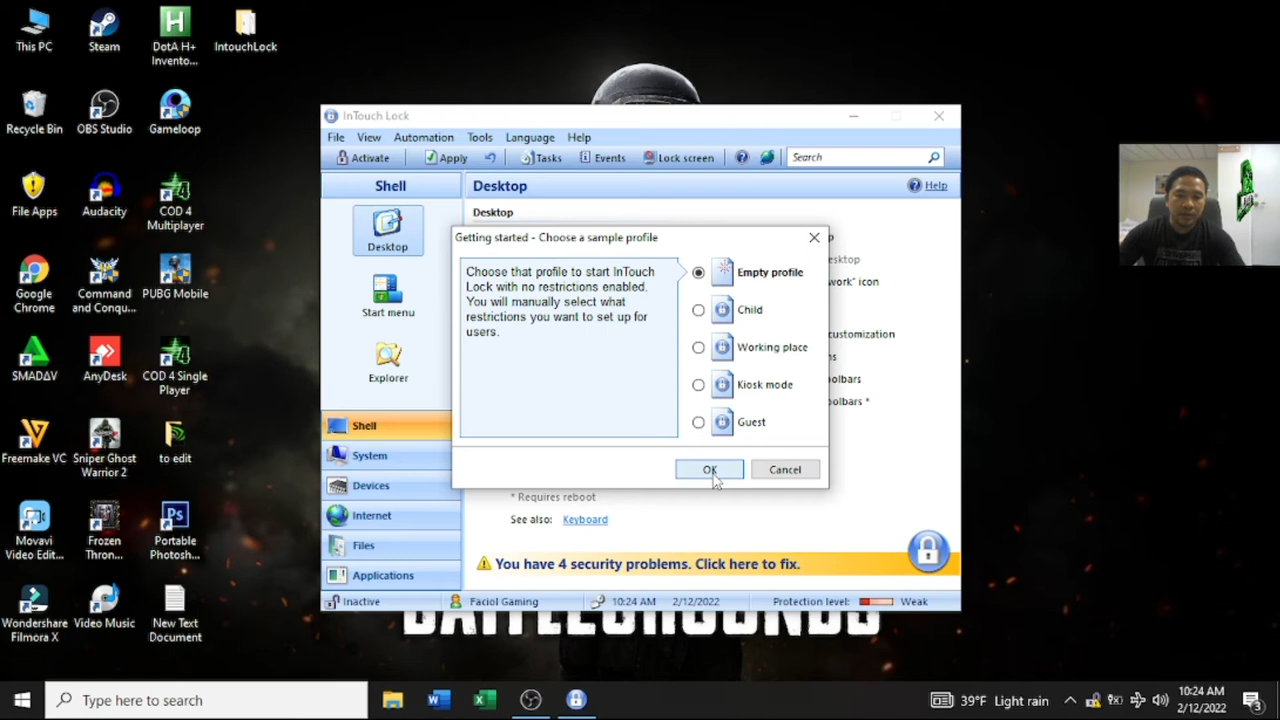 This PC
Steam
DotA H+
Invento...
IntouchLock
Recycle Bin
OBS Studio
Gameloop
File Apps
Audacity
COD 4
Multiplayer
Google
Chrome
Command
and Conqu...
PUBG Mobile
SMADΔV
AnyDesk
COD 4 Single
Player
Freemake VC
Sniper Ghost
Warrior 2
to edit
Movavi
Video Edit...
Frozen
Thron...
Portable
Photosh...
Wondershare
Filmora X
Video Music
New Text
Document
InTouch Lock
File View Automation Tools Language Help
Activate Apply Tasks Events Lock screen Search
Shell
Desktop
Help
Desktop
Desktop
Start menu
Explorer
Shell
System
Devices
Internet
Files
Applications
esktop
work" icon
customization
ns
olbars
olbars *
Getting started - Choose a sample profile
Choose that profile to start InTouch
Lock with no restrictions enabled.
You will manually select what
restrictions you want to set up for
users.
Empty profile
Child
Working place
Kiosk mode
Guest
OK Cancel
* Requires reboot
See also: Keyboard
You have 4 security problems. Click here to fix.
Inactive Faciol Gaming 10:24 AM 2/12/2022 Protection level: Weak
BATTLEGROUNDS
Type here to search
39°F Light rain
10:24 AM
2/12/2022
3